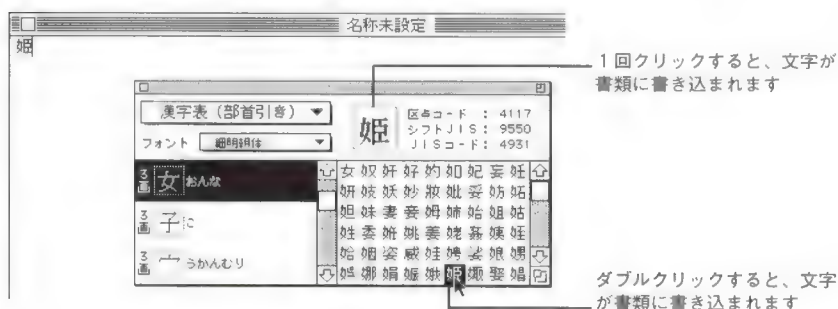 名称未設定
姫
1回クリックすると、文字が
書類に書き込まれます
漢字表（部首引き）
フォント 細明朝体
姫
区点コード : 4117
シフトJIS : 9550
JISコード : 4931
3画 女 おんな
3画 子 こ
3画 宀 うかんむり
女 奴 奸 好 妁 如 妃 妄 妊
妍 妓 妖 妙 妝 妣 妥 妨 妬
妲 妹 妻 妾 姆 姉 始 姐 姑
姓 委 姙 姚 姜 姥 姦 姨 姪
姶 姻 姿 威 娃 娉 娑 娘
娜 娟 娠 娥 姫 娵 娶 娼
ダブルクリックすると、文字
が書類に書き込まれます